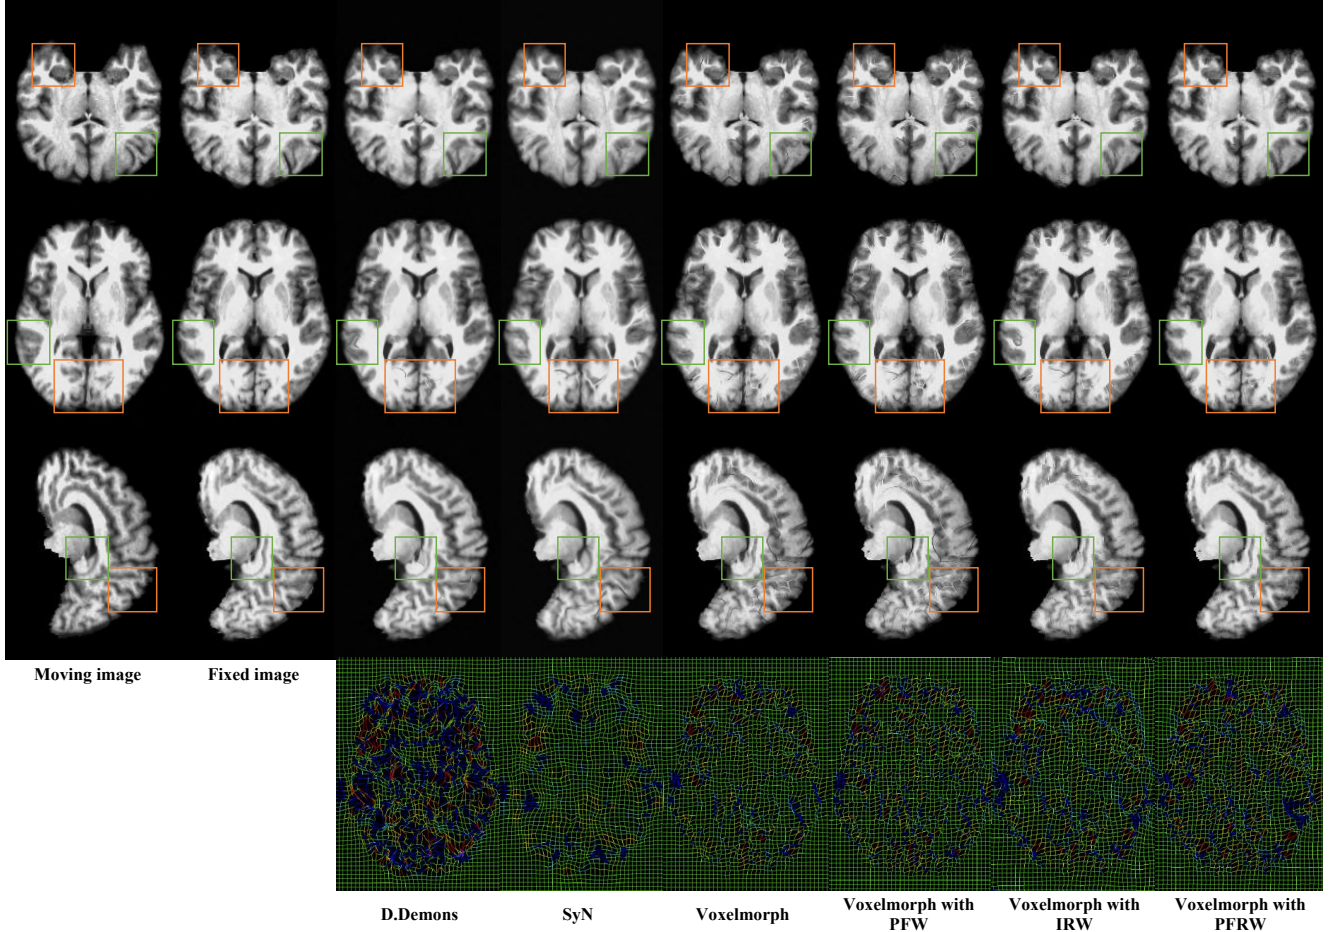 Moving image
Fixed image
D.Demons
SyN
Voxelmorph
Voxelmorph with
PFW
Voxelmorph with
IRW
Voxelmorph with
PFRW